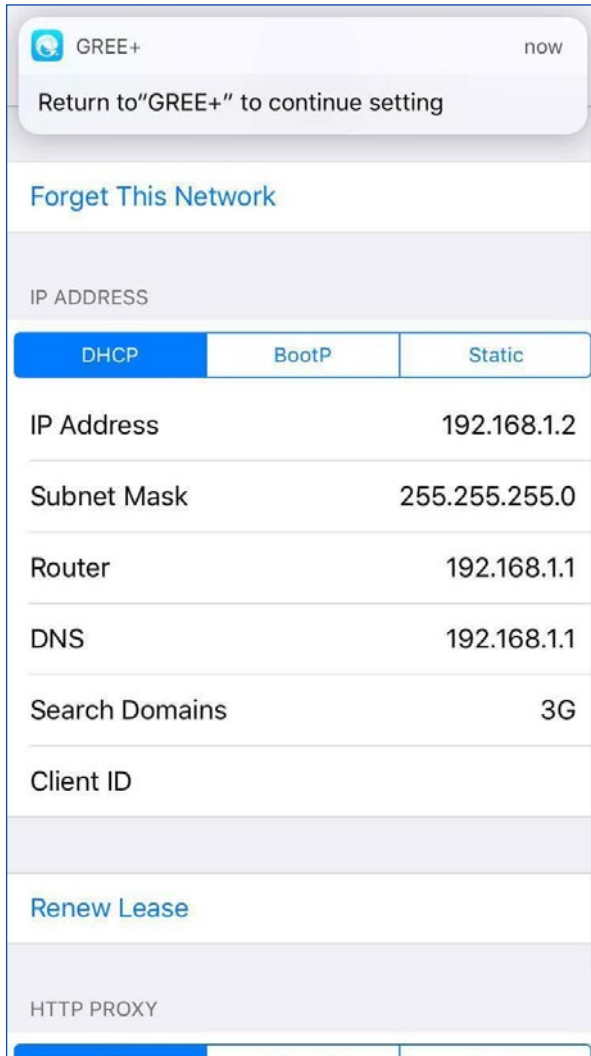 GREE+ now
Return to“GREE+” to continue setting
Forget This Network
IP ADDRESS
DHCP BootP Static
IP Address 192.168.1.2
Subnet Mask 255.255.255.0
Router 192.168.1.1
DNS 192.168.1.1
Search Domains 3G
Client ID
Renew Lease
HTTP PROXY